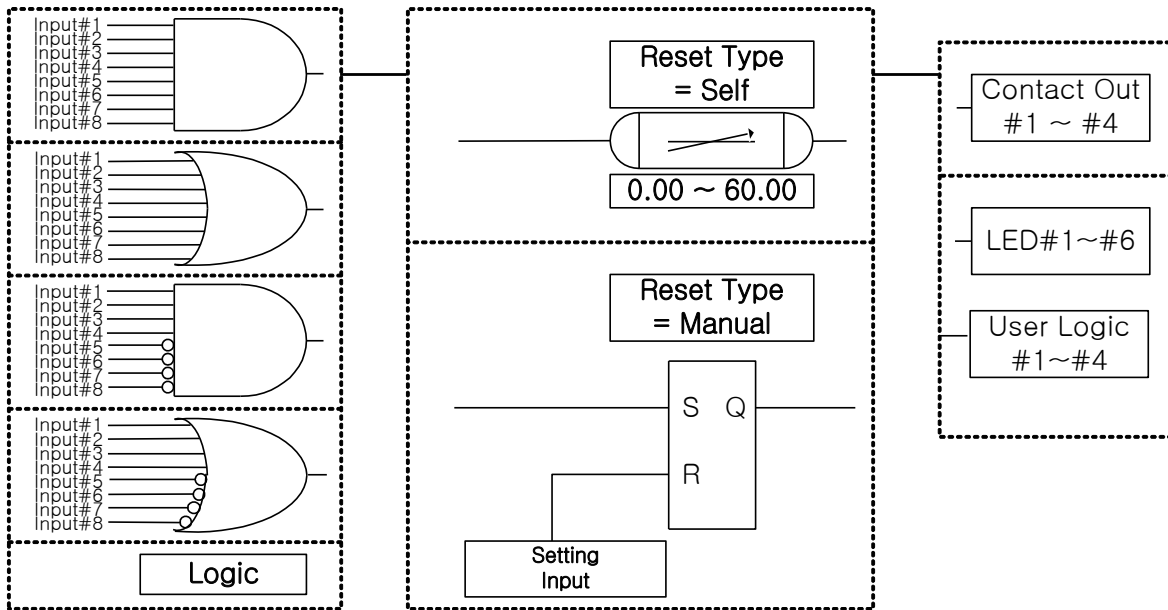 Input#1
Input#2
Input#3
Input#4
Input#5
Input#6
Input#7
Input#8
Input#1
Input#2
Input#3
Input#4
Input#5
Input#6
Input#7
Input#8
Input#1
Input#2
Input#3
Input#4
Input#5
Input#6
Input#7
Input#8
Input#1
Input#2
Input#3
Input#4
Input#5
Input#6
Input#7
Input#8
Logic
Reset Type
= Self
0.00 ~ 60.00
Reset Type
= Manual
S Q
R
Setting
Input
Contact Out
#1 ~ #4
LED#1~#6
User Logic
#1~#4